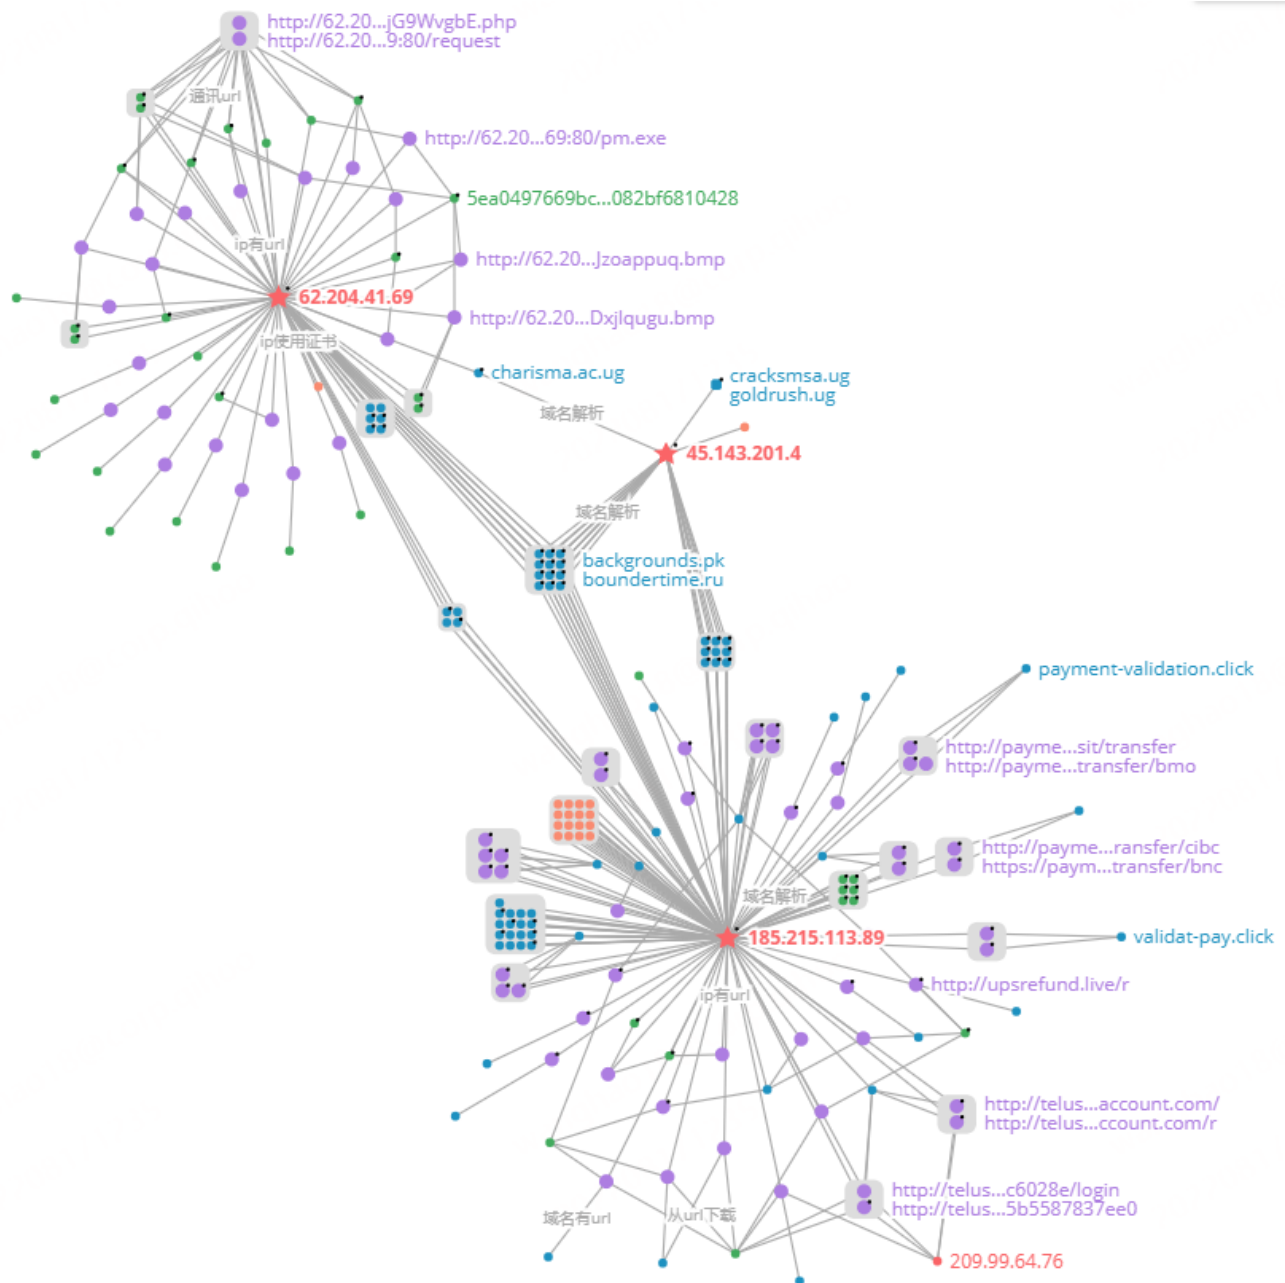 http://62.20...jG9WvgbE.php
http://62.20...9:80/request
通讯url
http://62.20...69:80/pm.exe
5ea0497669bc...082bf6810428
ip有url
http://62.20...Jzoappuq.bmp
62.204.41.69
http://62.20...Dxjlqugu.bmp
ip使用证书
charisma.ac.ug
cracksmsa.ug
goldrush.ug
域名解析
45.143.201.4
域名解析
backgrounds.pk
boundertime.ru
payment-validation.click
http://payme...sit/transfer
http://payme...transfer/bmo
http://payme...ransfer/cibc
https://paym...transfer/bnc
域名解析
185.215.113.89
validat-pay.click
http://upsrefund.live/r
ip有url
http://telus...account.com/
http://telus...ccount.com/r
http://telus...c6028e/login
http://telus...5b5587837ee0
域名有url
从url下载
209.99.64.76